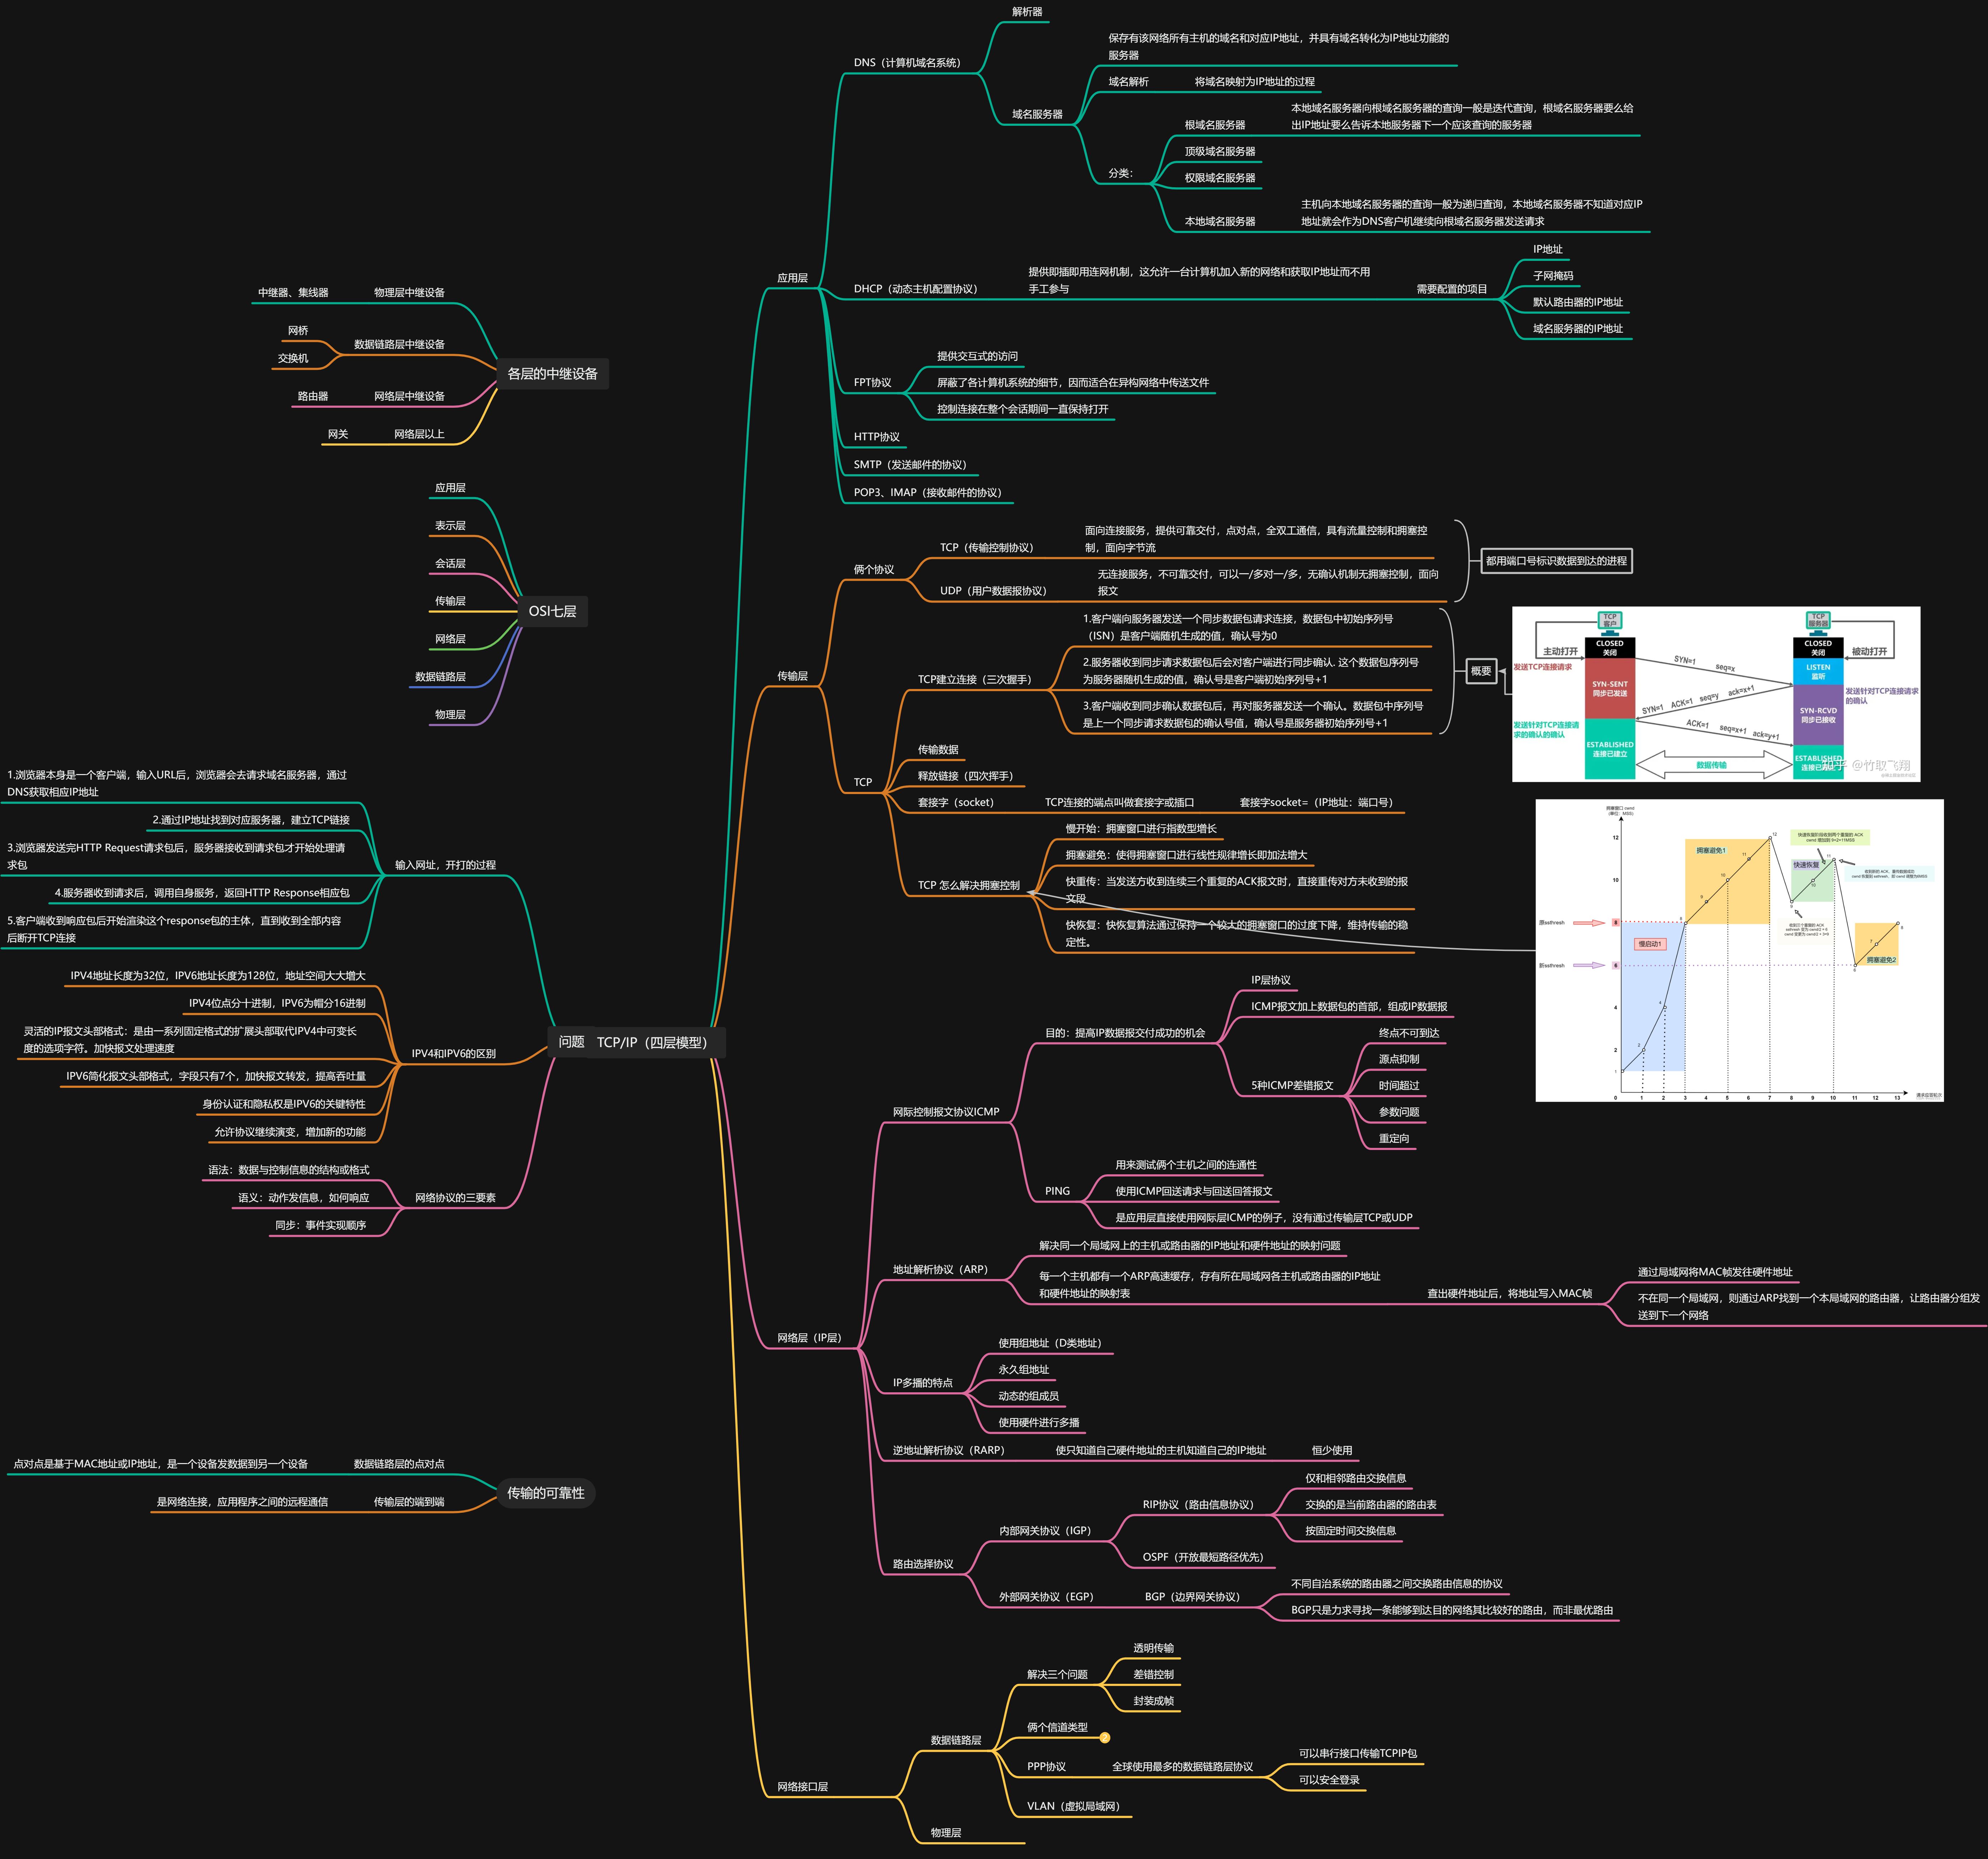 各层的中继设备
物理层中继设备
中继器、集线器
数据链路层中继设备
网桥
交换机
网络层中继设备
路由器
网络层以上
网关
OSI七层
应用层
表示层
会话层
传输层
网络层
数据链路层
物理层
问题
输入网址，开打的过程
1.浏览器本身是一个客户端，输入URL后，浏览器会去请求域名服务器，通过
DNS获取相应IP地址
2.通过IP地址找到对应服务器，建立TCP链接
3.浏览器发送完HTTP Request请求包后，服务器接收到请求包才开始处理请
求包
4.服务器收到请求后，调用自身服务，返回HTTP Response相应包
5.客户端收到响应包后开始渲染这个response包的主体，直到收到全部内容
后断开TCP连接
IPV4和IPV6的区别
IPV4地址长度为32位，IPV6地址长度为128位，地址空间大大增大
IPV4位点分十进制，IPV6为帽分16进制
灵活的IP报文头部格式：是由一系列固定格式的扩展头部取代IPV4中可变长
度的选项字符。加快报文处理速度
IPV6简化报文头部格式，字段只有7个，加快报文转发，提高吞吐量
身份认证和隐私权是IPV6的关键特性
允许协议继续演变，增加新的功能
网络协议的三要素
语法：数据与控制信息的结构或格式
语义：动作发信息，如何响应
同步：事件实现顺序
传输的可靠性
数据链路层的点对点
点对点是基于MAC地址或IP地址，是一个设备发数据到另一个设备
传输层的端到端
是网络连接，应用程序之间的远程通信
TCP/IP（四层模型）
应用层
DNS（计算机域名系统）
解析器
域名服务器
保存有该网络所有主机的域名和对应IP地址，并具有域名转化为IP地址功能的
服务器
域名解析
将域名映射为IP地址的过程
分类：
根域名服务器
本地域名服务器向根域名服务器的查询一般是迭代查询，根域名服务器要么给
出IP地址要么告诉本地服务器下一个应该查询的服务器
顶级域名服务器
权限域名服务器
本地域名服务器
主机向本地域名服务器的查询一般为递归查询，本地域名服务器不知道对应IP
地址就会作为DNS客户机继续向根域名服务器发送请求
DHCP（动态主机配置协议）
提供即插即用连网机制，这允许一台计算机加入新的网络和获取IP地址而不用
手工参与
需要配置的项目
IP地址
子网掩码
默认路由器的IP地址
域名服务器的IP地址
FPT协议
提供交互式的访问
屏蔽了各计算机系统的细节，因而适合在异构网络中传送文件
控制连接在整个会话期间一直保持打开
HTTP协议
SMTP（发送邮件的协议）
POP3、IMAP（接收邮件的协议）
传输层
俩个协议
TCP（传输控制协议）
面向连接服务，提供可靠交付，点对点，全双工通信，具有流量控制和拥塞控
制，面向字节流
UDP（用户数据报协议）
无连接服务，不可靠交付，可以一/多对一/多，无确认机制无拥塞控制，面向
报文
都用端口号标识数据到达的进程
TCP
TCP建立连接（三次握手）
1.客户端向服务器发送一个同步数据包请求连接，数据包中初始序列号
（ISN）是客户端随机生成的值，确认号为0
2.服务器收到同步请求数据包后会对客户端进行同步确认. 这个数据包序列号
为服务器随机生成的值，确认号是客户端初始序列号+1
3.客户端收到同步确认数据包后，再对服务器发送一个确认。数据包中序列号
是上一个同步请求数据包的确认号值，确认号是服务器初始序列号+1
概要
TCP
客户
TCP
服务器
主动打开
被动打开
CLOSED
关闭
CLOSED
关闭
LISTEN
监听
发送TCP连接请求
SYN=1 seq=x
SYN-SENT
同步已发送
SYN=1 ACK=1 seq=y ack=x+1
发送针对TCP连接请求
的确认
SYN-RCVD
同步已接收
发送针对TCP连接请
求的确认的确认
ACK=1 seq=x+1 ack=y+1
ESTABLISHED
连接已建立
数据传输
ESTABLISHED
知乎 @竹取飞翔
传输数据
释放链接（四次挥手）
套接字（socket）
TCP连接的端点叫做套接字或插口
套接字socket=（IP地址：端口号）
TCP 怎么解决拥塞控制
慢开始：拥塞窗口进行指数型增长
拥塞避免：使得拥塞窗口进行线性规律增长即加法增大
快重传：当发送方收到连续三个重复的ACK报文时，直接重传对方未收到的报
文段
快恢复：快恢复算法通过保持一个较大的拥塞窗口的过度下降，维持传输的稳
定性。
拥塞窗口 cwnd
（单位：MSS）
拥塞避免1
快速恢复
慢启动1
拥塞避免2
原ssthresh
新ssthresh
12
10
8
6
4
2
1
0 1 2 3 4 5 6 7 8 9 10 11 12 13
网络层（IP层）
网际控制报文协议ICMP
目的：提高IP数据报交付成功的机会
IP层协议
ICMP报文加上数据包的首部，组成IP数据报
5种ICMP差错报文
终点不可到达
源点抑制
时间超过
参数问题
重定向
PING
用来测试俩个主机之间的连通性
使用ICMP回送请求与回送回答报文
是应用层直接使用网际层ICMP的例子，没有通过传输层TCP或UDP
地址解析协议（ARP）
解决同一个局域网上的主机或路由器的IP地址和硬件地址的映射问题
每一个主机都有一个ARP高速缓存，存有所在局域网各主机或路由器的IP地址
和硬件地址的映射表
查出硬件地址后，将地址写入MAC帧
通过局域网将MAC帧发往硬件地址
不在同一个局域网，则通过ARP找到一个本局域网的路由器，让路由器分组发
送到下一个网络
IP多播的特点
使用组地址（D类地址）
永久组地址
动态的组成员
使用硬件进行多播
逆地址解析协议（RARP）
使只知道自己硬件地址的主机知道自己的IP地址
恒少使用
路由选择协议
内部网关协议（IGP）
RIP协议（路由信息协议）
仅和相邻路由交换信息
交换的是当前路由器的路由表
按固定时间交换信息
OSPF（开放最短路径优先）
外部网关协议（EGP）
BGP（边界网关协议）
不同自治系统的路由器之间交换路由信息的协议
BGP只是力求寻找一条能够到达目的网络其比较好的路由，而非最优路由
网络接口层
数据链路层
解决三个问题
透明传输
差错控制
封装成帧
俩个信道类型
PPP协议
全球使用最多的数据链路层协议
可以串行接口传输TCPIP包
可以安全登录
VLAN（虚拟局域网）
物理层